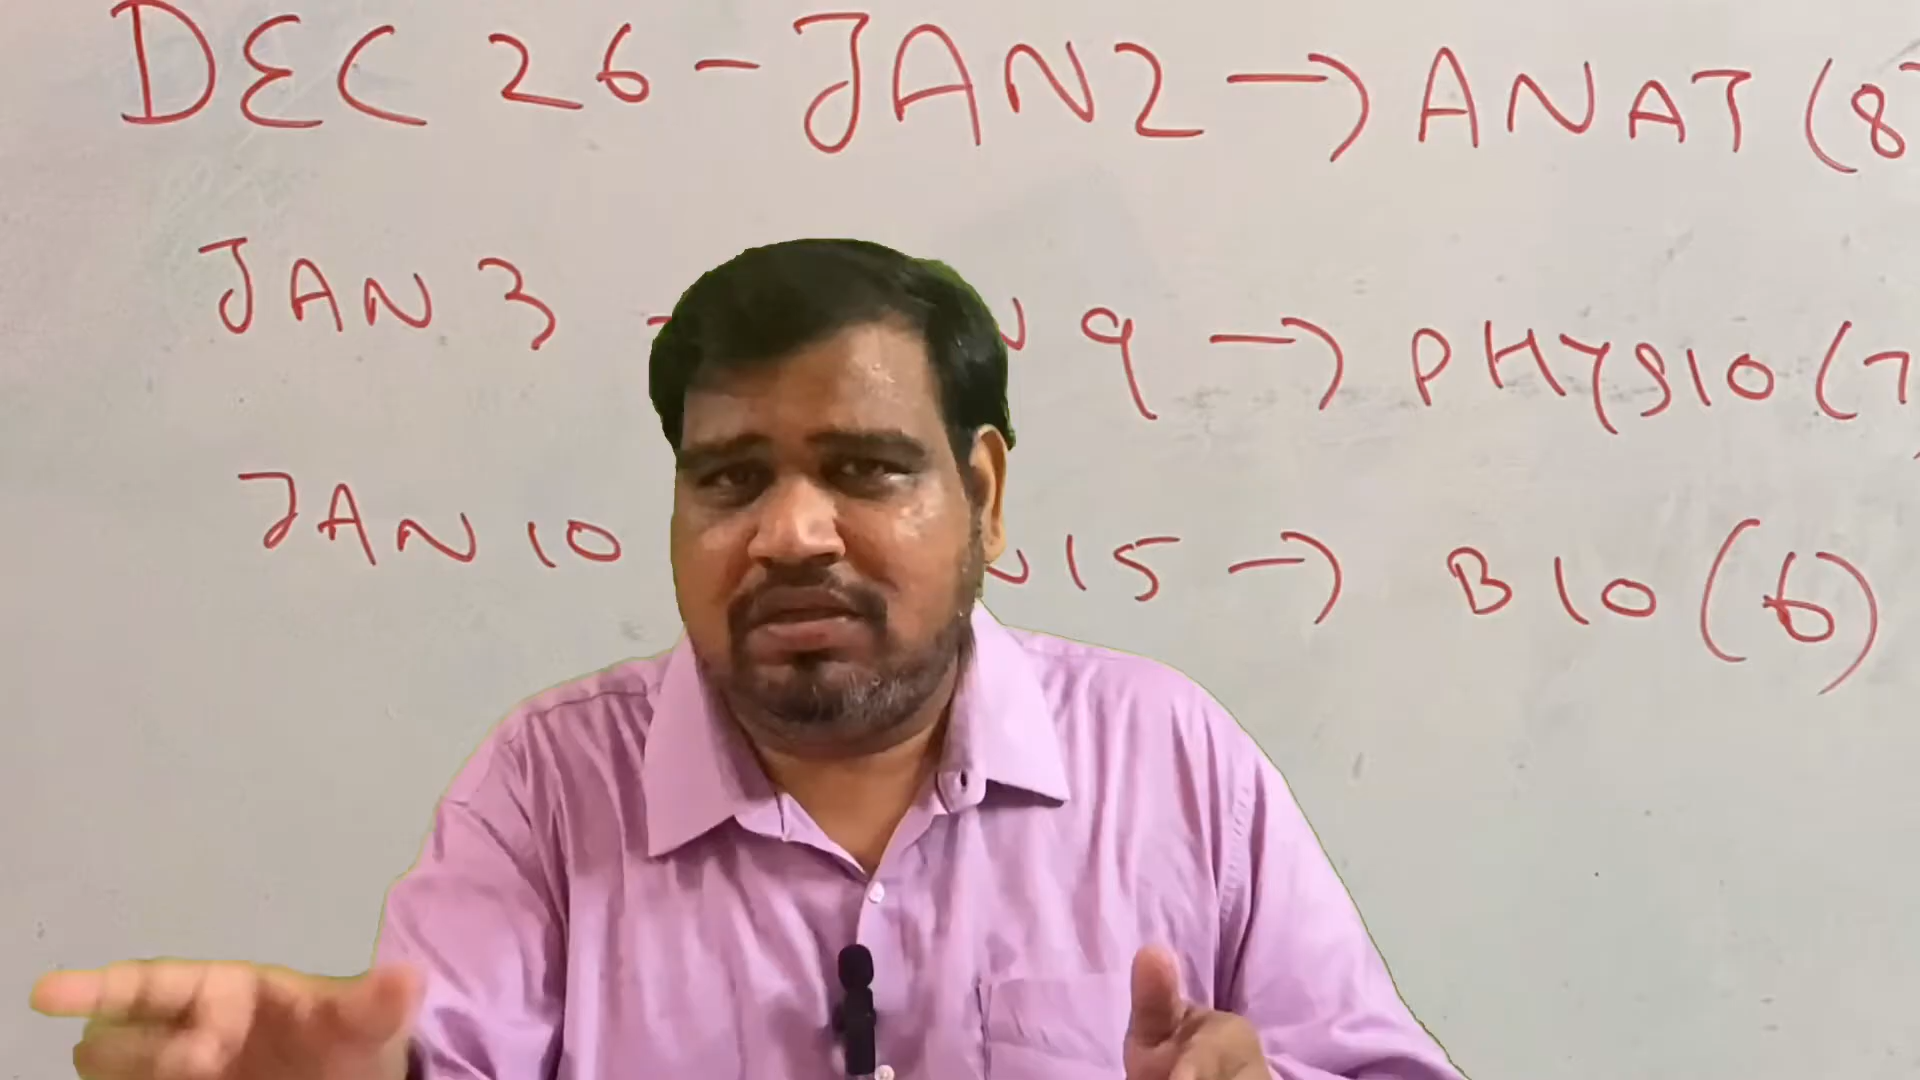 DEC 26 - JAN 2 → ANAT (8
JAN 3 - N 9 → PHYSIO (7
JAN 10 N 15 → BIO (6)